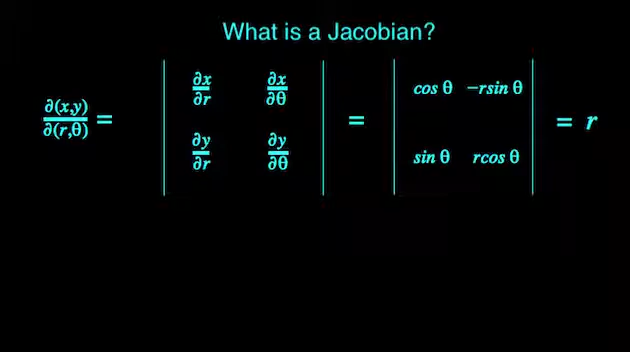 What is a Jacobian?
∂(x,y)/∂(r,θ) = | ∂x/∂r ∂x/∂θ | = | cos θ −rsin θ | = r
| ∂y/∂r ∂y/∂θ | | sin θ rcos θ |